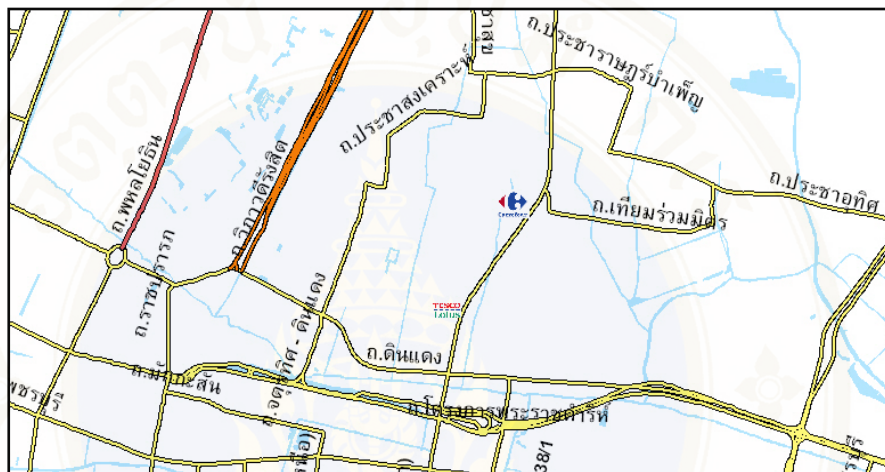 ถ.ประชาราษฎร์บำเพ็ญ
ถ.ประชาสงเคราะห์
ถ.พหลโยธิน
ถ.วิภาวดีรังสิต
ถ.ประชาอุทิศ
ถ.เทียมร่วมมิตร
Carrefour
ถ.ราชปรารภ
TESCO
Lotus
ถ.จตุรทิศ - ดินแดง
ถ.ดินแดง
ถ.มักกะสัน
ถ.โครงการพระราชดำริห์
38/1